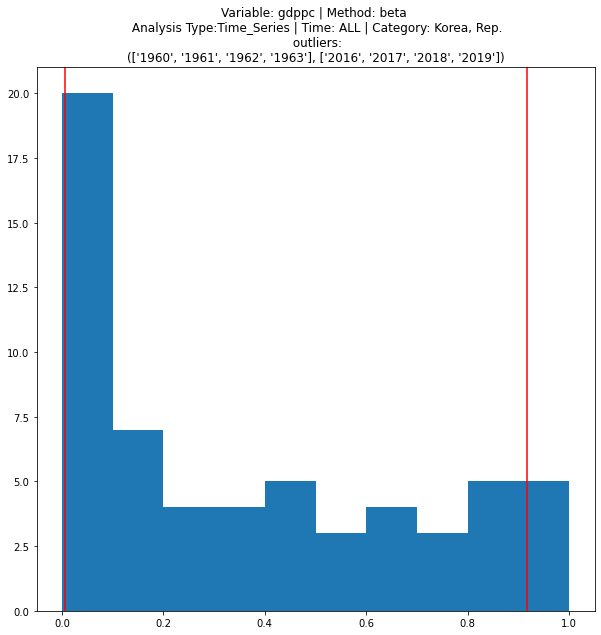 Variable: gdppc | Method: beta
Analysis Type:Time_Series | Time: ALL | Category: Korea, Rep.
outliers:
(['1960', '1961', '1962', '1963'], ['2016', '2017', '2018', '2019'])
20.0
17.5
15.0
12.5
10.0
7.5
5.0
2.5
0.0
0.0 0.2 0.4 0.6 0.8 1.0